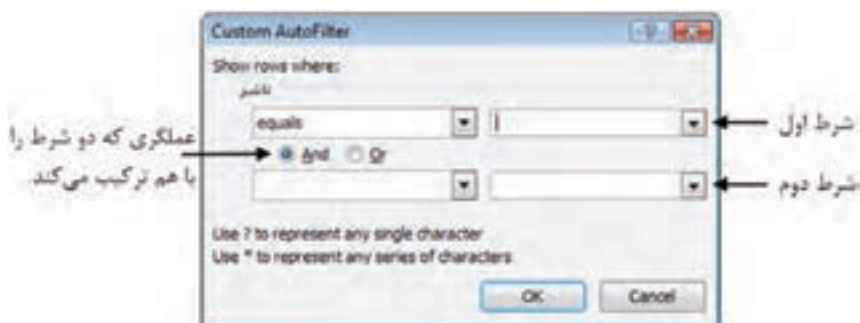 Custom AutoFilter
Show rows where:
ناشر
equals
شرط اول
عملگری که دو شرط را
با هم ترکیب می‌کند
And Or
شرط دوم
Use ? to represent any single character
Use * to represent any series of characters
OK Cancel